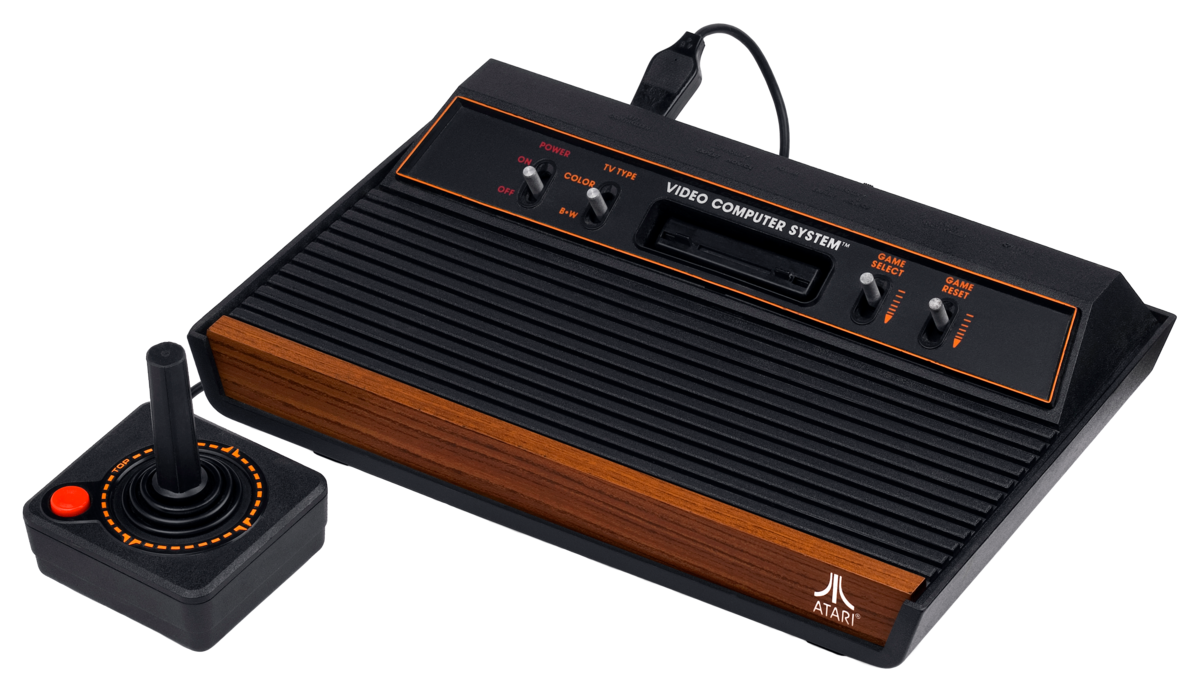 POWER
ON
OFF
TV TYPE
COLOR
B•W
VIDEO COMPUTER SYSTEM™
GAME
SELECT
GAME
RESET
TOP
ATARI®